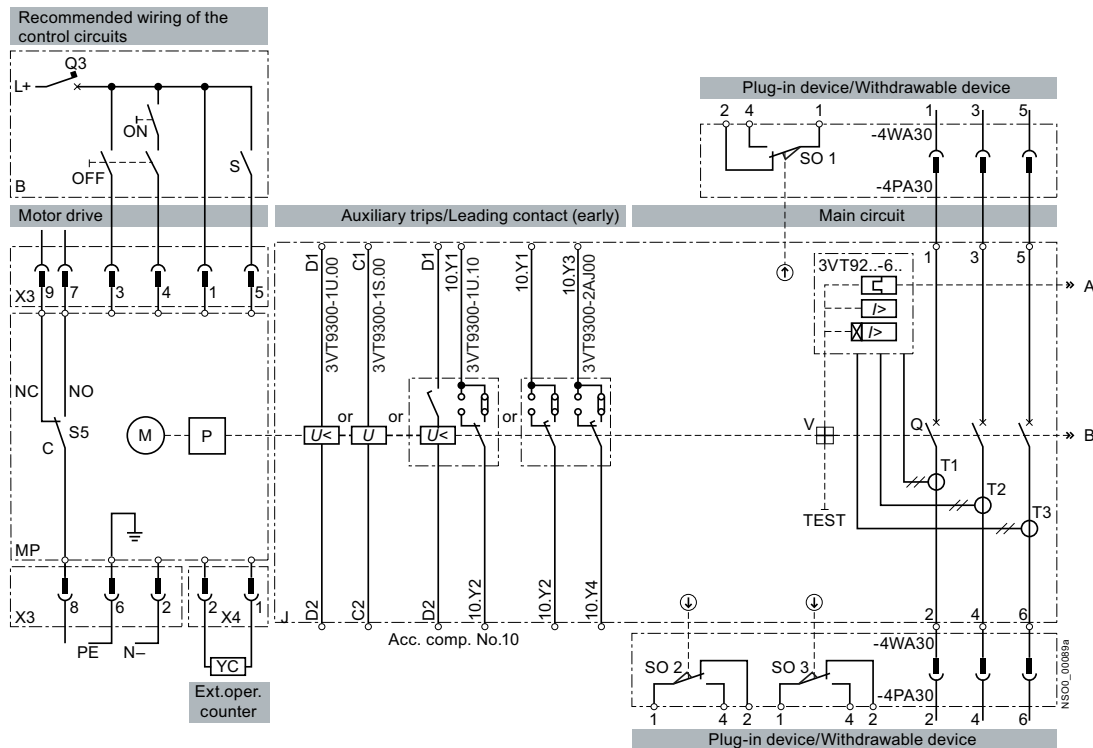 Recommended wiring of the
control circuits
Q3
L+
ON
OFF
S
B
Plug-in device/Withdrawable device
2 4 1 1 3 5
-4WA30
SO 1
-4PA30
Motor drive
Auxiliary trips/Leading contact (early)
Main circuit
X3 9 7 3 4 1 5
D1 C1 D1 10.Y1 10.Y1 10.Y3
3VT9300-1U.00
3VT9300-1S.00
3VT9300-1U.10
3VT9300-2AJ00
1 3 5
3VT92..-6..
I>
I>
A
NC NO
S5
C
M P
U< or U or U< or
V
Q
B
T1
T2
T3
TEST
MP
X3 8 6 2 2 X4 1
J
D2 C2 D2 10.Y2 10.Y2 10.Y4
2 4 6
Acc. comp. No.10
PE N–
YC
Ext.oper.
counter
-4WA30
SO 2 SO 3
-4PA30
1 4 2 1 4 2 2 4 6
NSO0_00089a
Plug-in device/Withdrawable device